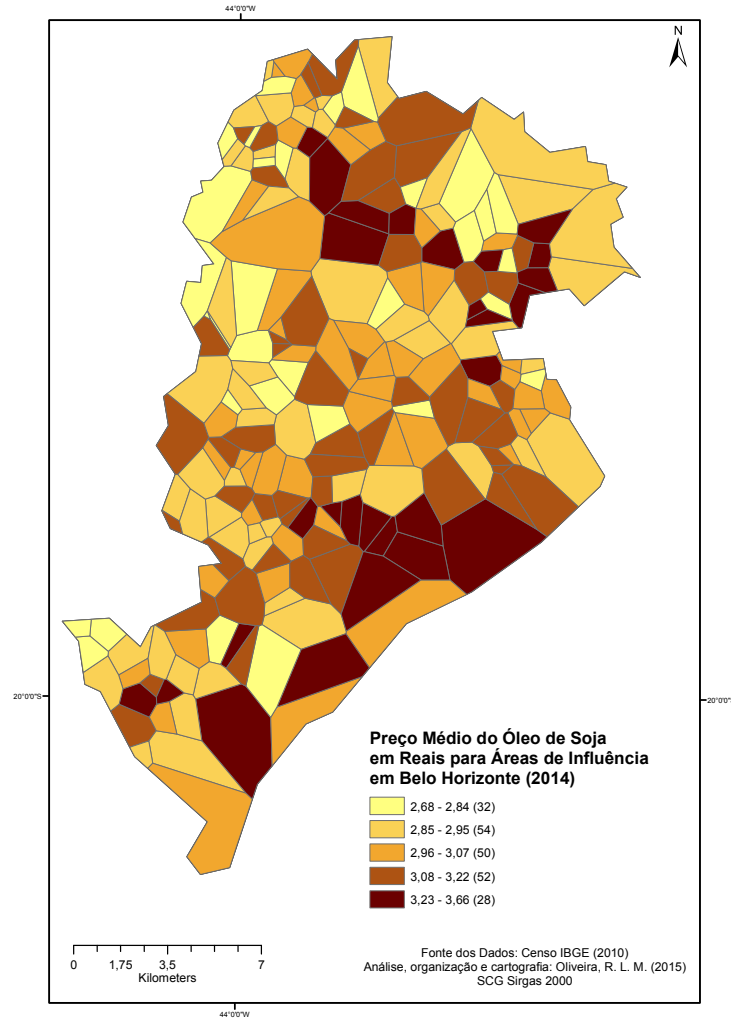 44°0'0"W
N
20°0'0"S
20°0'0"S
Preço Médio do Óleo de Soja
em Reais para Áreas de Influência
em Belo Horizonte (2014)
2,68 - 2,84 (32)
2,85 - 2,95 (54)
2,96 - 3,07 (50)
3,08 - 3,22 (52)
3,23 - 3,66 (28)
0 1,75 3,5 7
Kilometers
Fonte dos Dados: Censo IBGE (2010)
Análise, organização e cartografia: Oliveira, R. L. M. (2015)
SCG Sirgas 2000
44°0'0"W